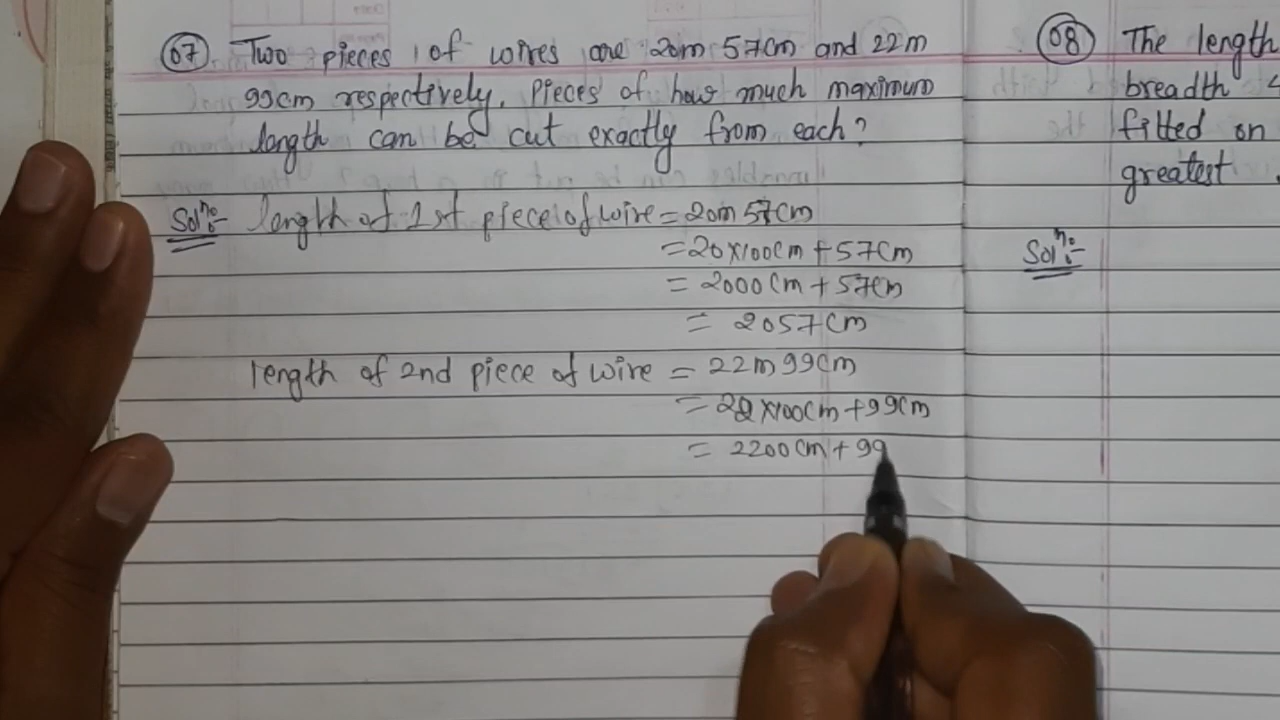 07 Two pieces of wires are 20m 57cm and 22m
99cm respectively. Pieces of how much maximum
length can be cut exactly from each?
Solno:- length of 1st piece of wire = 20m 57cm
= 20×100cm + 57cm
= 2000cm + 57cm
= 2057cm
length of 2nd piece of wire = 22m 99cm
= 22×100cm + 99cm
= 2200cm + 99
08 The length
breadth
fitted on
greatest
Solno:-